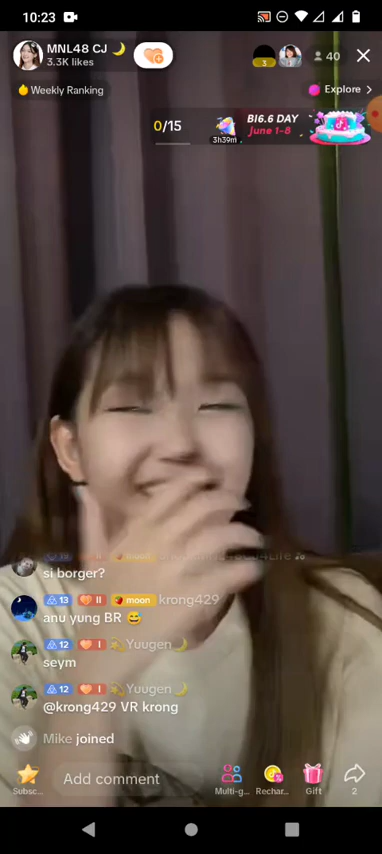 10:23
MNL48 CJ 🌙
3.3K likes
3
40
Weekly Ranking
Explore >
0/15
BI6.6 DAY
June 1-8
3h39m
si borger?
13 II moon krong429
anu yung BR 😅
12 I 💫Yuugen🌙
seym
12 I 💫Yuugen🌙
@krong429 VR krong
Mike joined
Add comment
Subsc...
Multi-g...
Rechar...
Gift
2